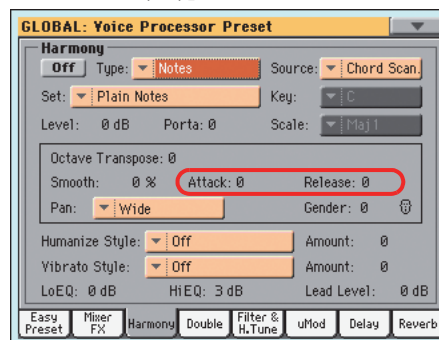 GLOBAL: Voice Processor Preset
Harmony
Off Type: Notes Source: Chord Scan.
Set: Plain Notes Key: C
Level: 0 dB Porta: 0 Scale: Maj1
Octave Transpose: 0
Smooth: 0 % Attack: 0 Release: 0
Pan: Wide Gender: 0
Humanize Style: Off Amount: 0
Vibrato Style: Off Amount: 0
LoEQ: 0 dB HiEQ: 3 dB Lead Level: 0 dB
Easy Preset Mixer FX Harmony Double Filter & H.Tune uMod Delay Reverb